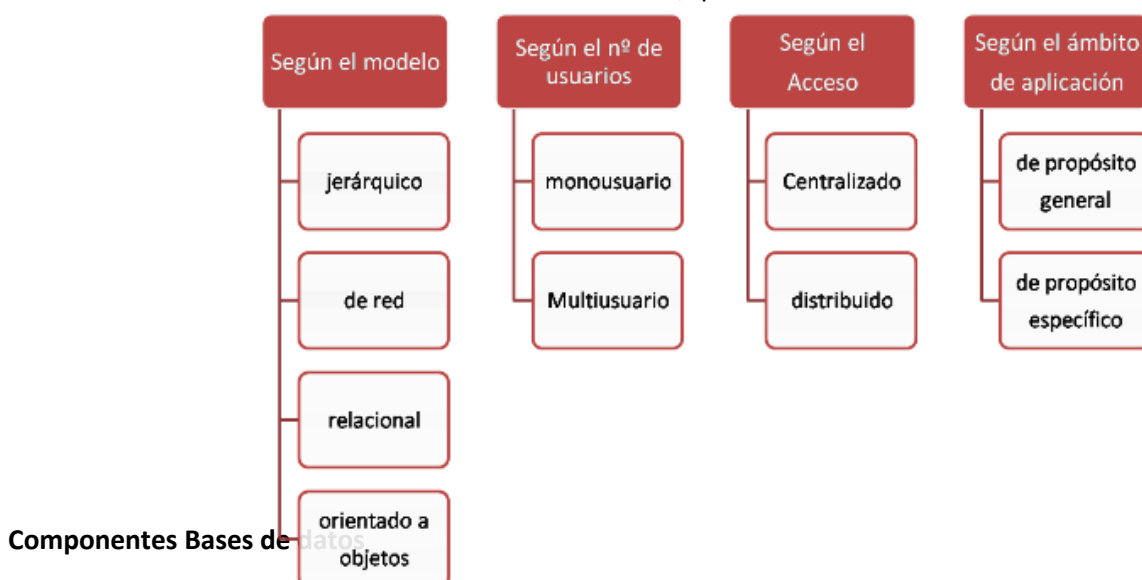 Según el modelo
jerárquico
de red
relacional
orientado a
objetos
Según el nº de
usuarios
monousuario
Multiusuario
Según el
Acceso
Centralizado
distribuido
Según el ámbito
de aplicación
de propósito
general
de propósito
específico
Componentes Bases de datos